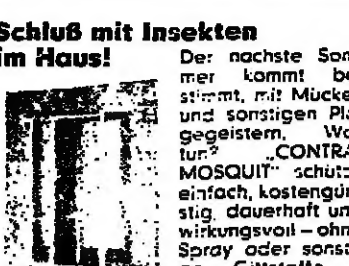 Schluß mit Insekten
im Haus!
Der nächste Som
mer kommt be
stimmt, mit Mücke
und sonstigen Pla
gegeistern. Wa
tun? „CONTRA
MOSQUIT" schütz
einfach, kostengün
stig, dauerhaft un
wirkungsvoll – ohn
Spray oder sonst